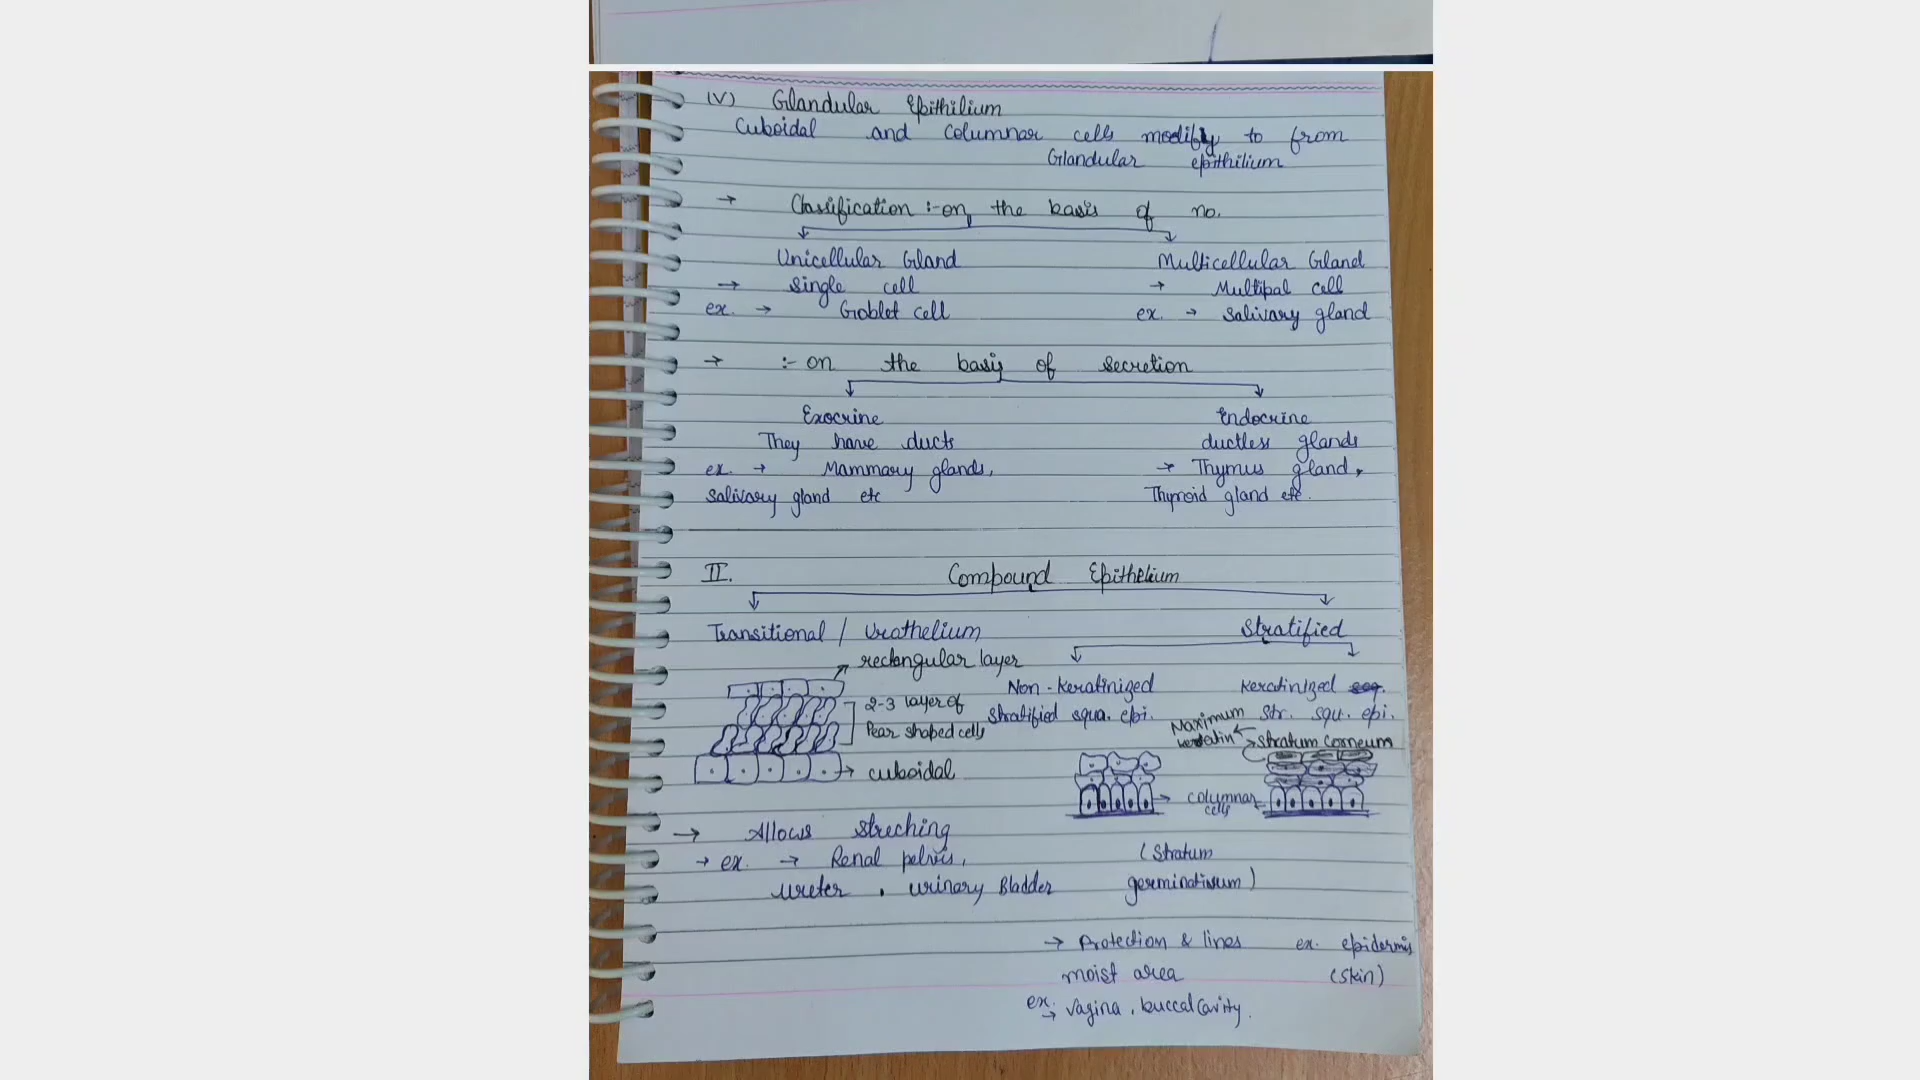 (V) Glandular Epithilium
Cuboidal and Columnar cells modify to from
Glandular epithilium
→ Classification :- on the basis of no.
Unicellular Gland Multicellular Gland
→ Single cell → Multipal cell
ex. → Goblet cell ex. → Salivary gland
→ :- on the basis of secretion
Exocrine Endocrine
They have ducts ductless glands
ex. → Mammary glands, → Thymus gland,
Salivary gland etc Thyroid gland etc.
II. Compound Epithelium
Transitional / Urothelium Stratified
rectangular layer
Non-keratinized keratinized
2-3 layer of
stratified squa. epi. str. squ. epi.
Pear shaped cells
Maximum
keratin → stratum corneum
→ cuboidal
columnar
cells
→ Allows streching
→ ex. → Renal pelvis, (Stratum
ureter, urinary Bladder germinativum)
→ Protection & lines ex. epidermis
moist area (skin)
ex. → vagina, buccal cavity.